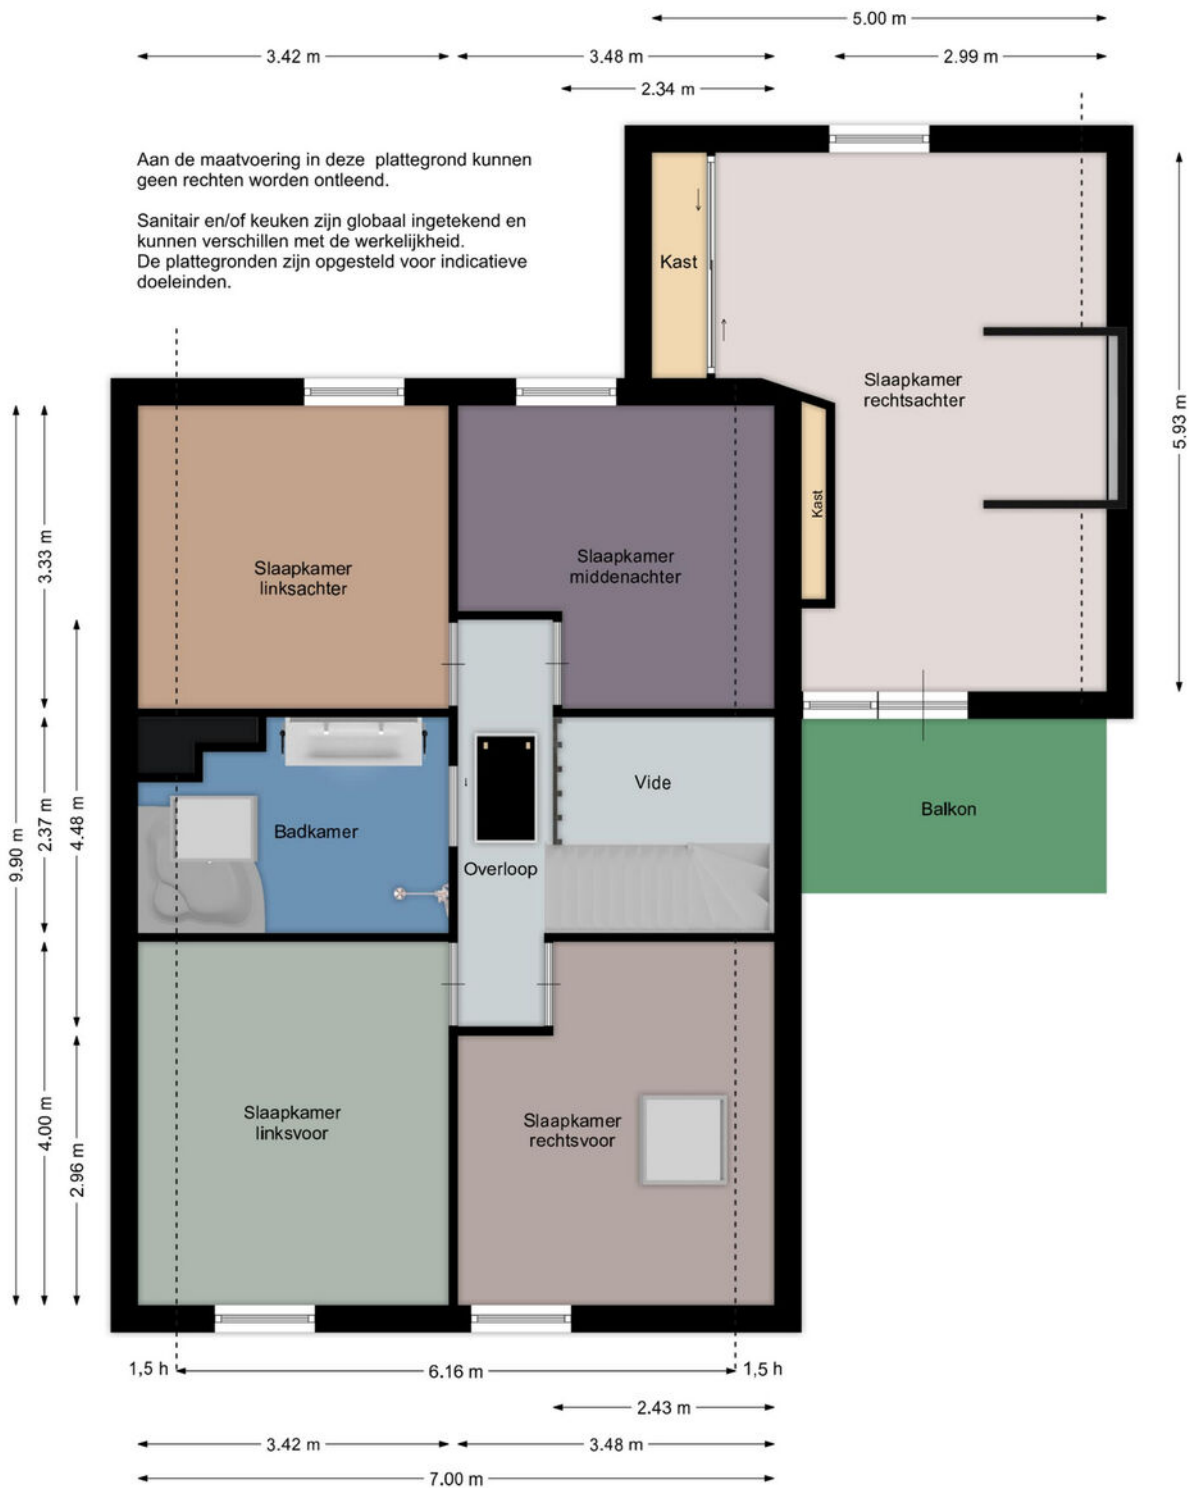 5.00 m
3.42 m
3.48 m
2.99 m
2.34 m
Aan de maatvoering in deze plattegrond kunnen
geen rechten worden ontleend.
Sanitair en/of keuken zijn globaal ingetekend en
kunnen verschillen met de werkelijkheid.
De plattegronden zijn opgesteld voor indicatieve
doeleinden.
Kast
Slaapkamer
rechtsachter
5.93 m
Kast
3.33 m
Slaapkamer
linksachter
Slaapkamer
middenachter
9.90 m
2.37 m
4.48 m
Badkamer
Overloop
Vide
Balkon
4.00 m
2.96 m
Slaapkamer
linksvoor
Slaapkamer
rechtsvoor
1,5 h
6.16 m
1,5 h
2.43 m
3.42 m
3.48 m
7.00 m